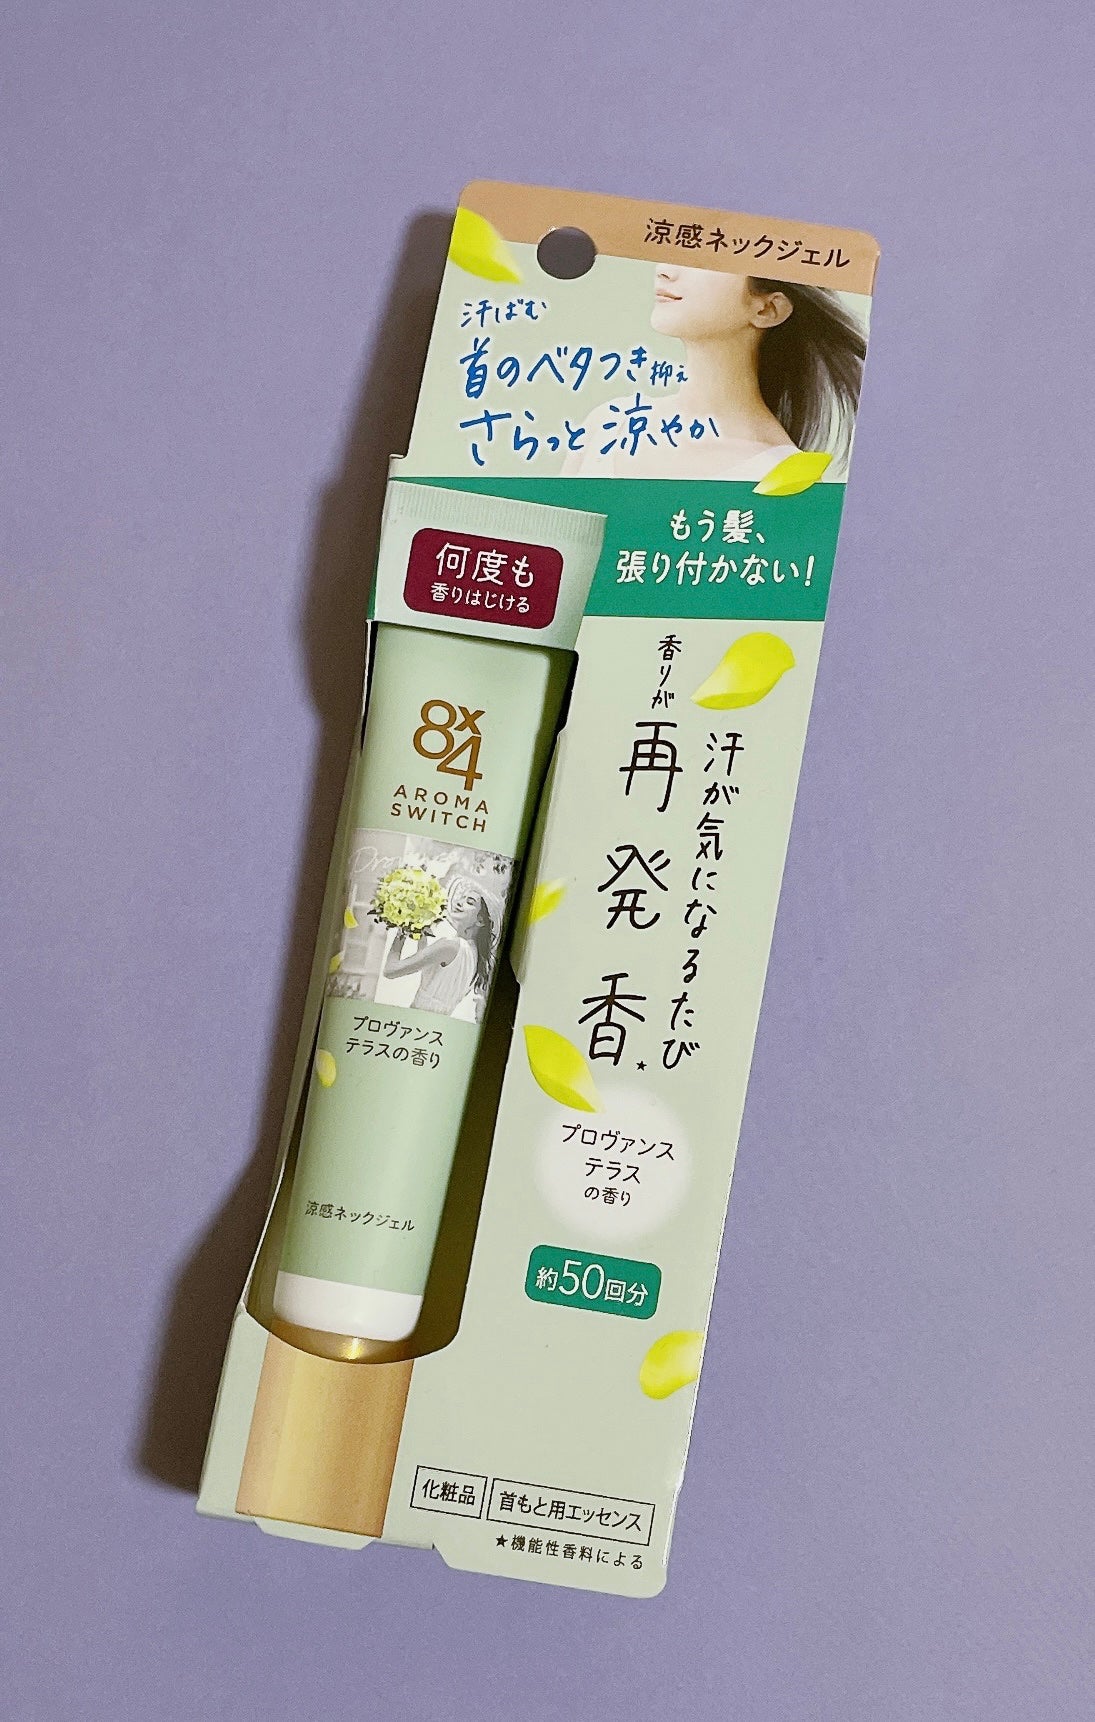 涼感ネックジェル
汗ばむ
首のベタつき抑え
さらっと涼やか
もう髪、
張り付かない!
何度も
香りはじける
8x4
AROMA
SWITCH
プロヴァンス
テラスの香り
涼感ネックジェル
汗が気になるたび
香りが再発香★
プロヴァンス
テラス
の香り
約50回分
化粧品
首もと用エッセンス
★機能性香料による